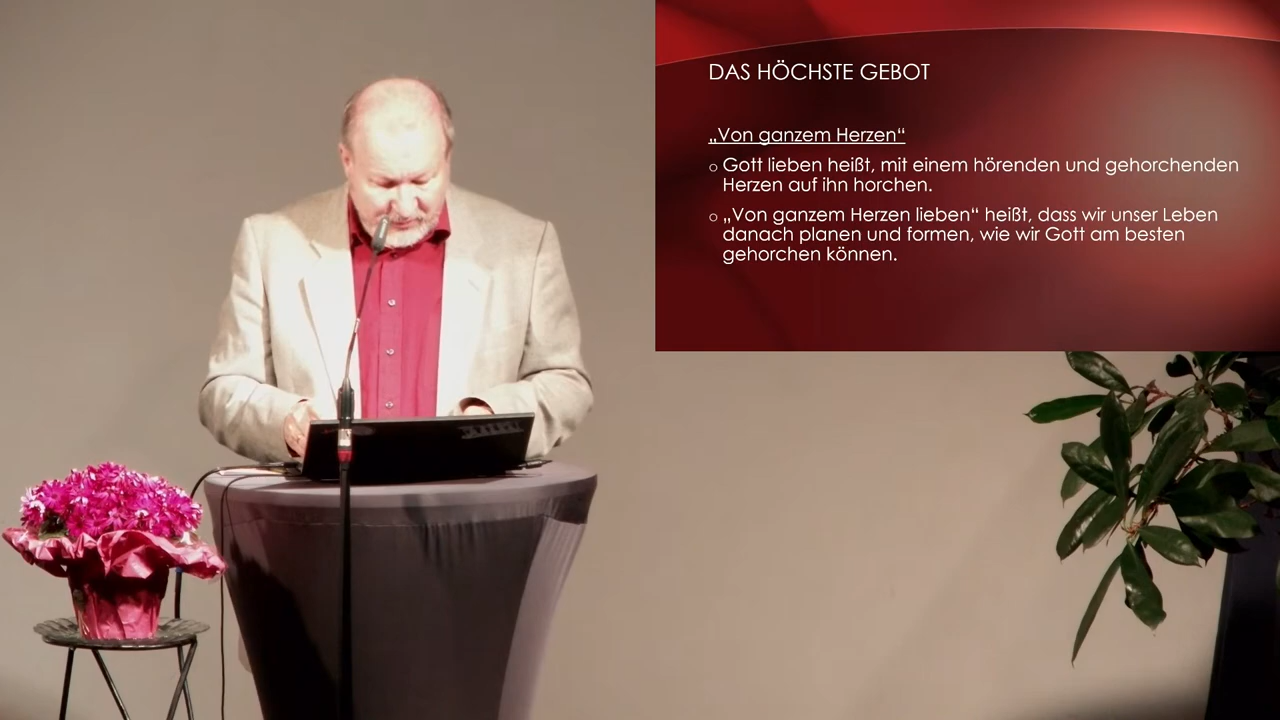 DAS HÖCHSTE GEBOT
„Von ganzem Herzen“
o Gott lieben heißt, mit einem hörenden und gehorchenden
Herzen auf ihn horchen.
o „Von ganzem Herzen lieben“ heißt, dass wir unser Leben
danach planen und formen, wie wir Gott am besten
gehorchen können.